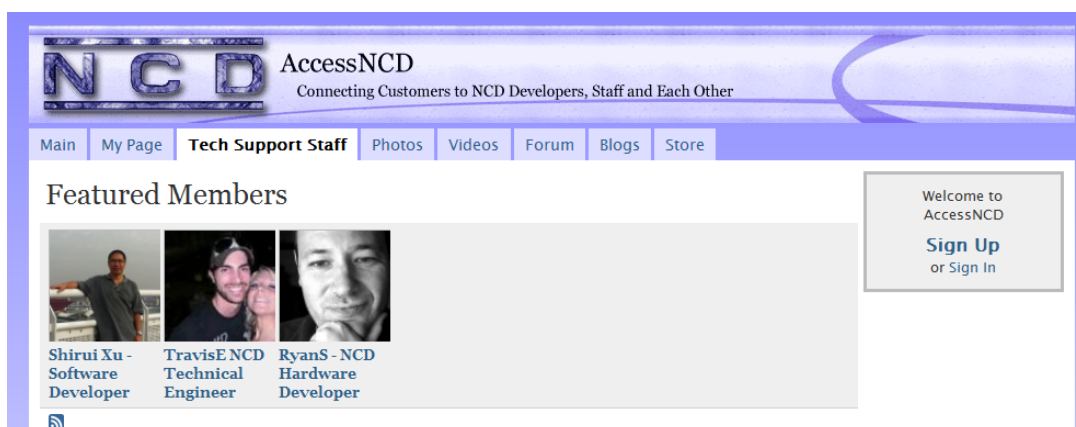 NCD
AccessNCD
Connecting Customers to NCD Developers, Staff and Each Other
Main My Page Tech Support Staff Photos Videos Forum Blogs Store
Featured Members
Shirui Xu -
Software
Developer
TravisE NCD
Technical
Engineer
RyanS - NCD
Hardware
Developer
Welcome to
AccessNCD
Sign Up
or Sign In